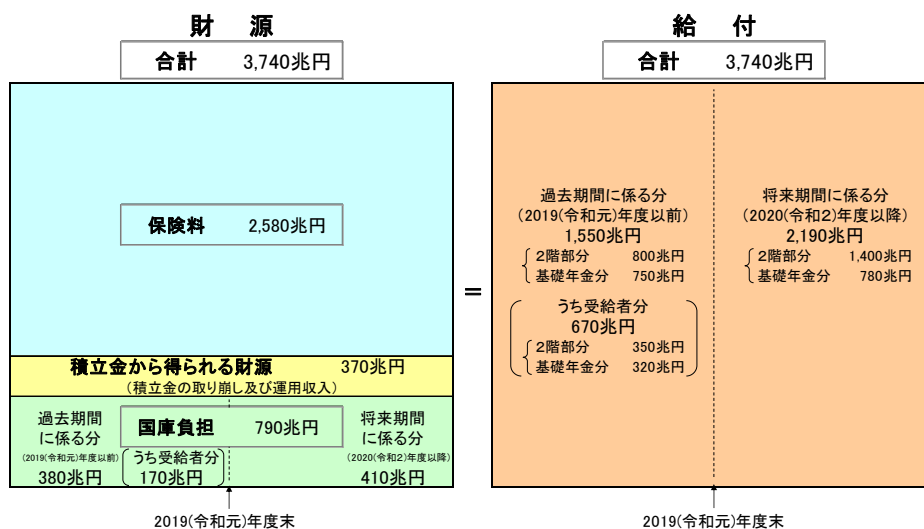 財　源
合計　3,740兆円
保険料　2,580兆円
積立金から得られる財源　370兆円
(積立金の取り崩し及び運用収入)
国庫負担　790兆円
過去期間
に係る分
(2019(令和元)年度以前)
380兆円
うち受給者分
170兆円
将来期間
に係る分
(2020(令和2)年度以降)
410兆円
2019(令和元)年度末
=
給　付
合計　3,740兆円
過去期間に係る分
(2019(令和元)年度以前)
1,550兆円
2階部分　800兆円
基礎年金分　750兆円
うち受給者分
670兆円
2階部分　350兆円
基礎年金分　320兆円
将来期間に係る分
(2020(令和2)年度以降)
2,190兆円
2階部分　1,400兆円
基礎年金分　780兆円
2019(令和元)年度末